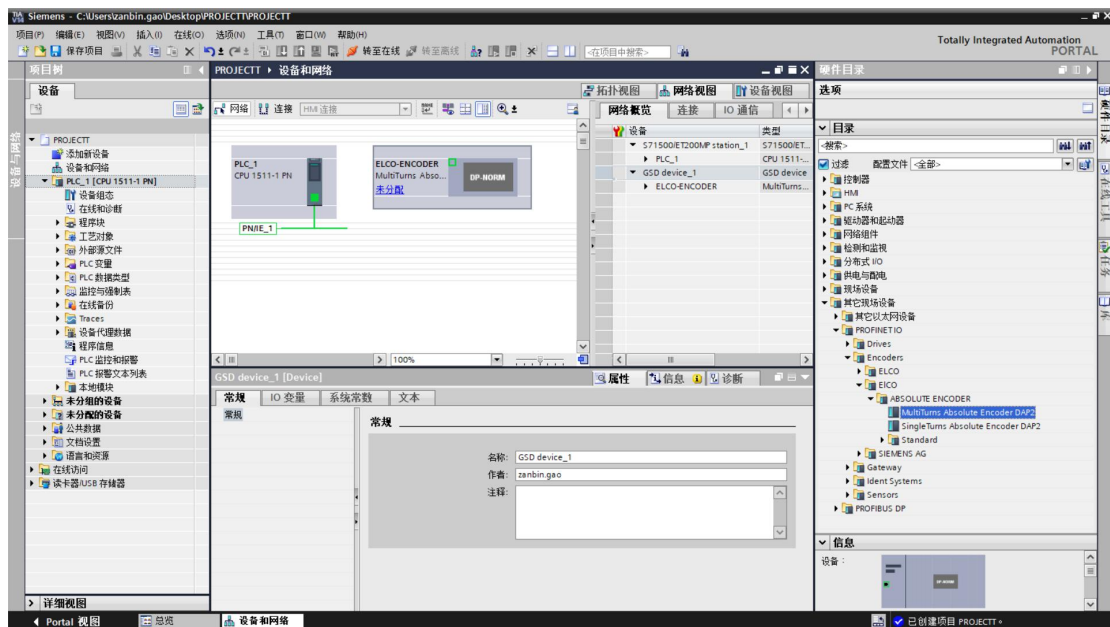 Siemens - C:\Users\zanbin.gao\Desktop\PROJECTT\PROJECTT
项目(P) 编辑(E) 视图(V) 插入(I) 在线(O) 选项(N) 工具(T) 窗口(W) 帮助(H)
Totally Integrated Automation
PORTAL
保存项目 转至在线 转至离线 <在项目中搜索>
项目树
设备
PROJECTT
添加新设备
设备和网络
PLC_1 [CPU 1511-1 PN]
设备组态
在线和诊断
程序块
工艺对象
外部源文件
PLC 变量
PLC 数据类型
监控与强制表
在线备份
Traces
设备代理数据
程序信息
PLC 监控和报警
PLC 报警文本列表
本地模块
未分组的设备
未分配的设备
公共数据
文档设置
语言和资源
在线访问
读卡器/USB 存储器
详细视图
设备与网络
PROJECTT 设备和网络
拓扑视图 网络视图 设备视图
网络 连接 HMI 连接
网络概览 连接 IO 通信
PLC_1
CPU 1511-1 PN
ELCO-ENCODER
MultiTurns Abso...
未分配
DP-NORM
PN/IE_1
100%
设备 类型
S71500/ET200MP station_1 S71500/ET...
PLC_1 CPU 1511-...
GSD device_1 GSD device
ELCO-ENCODER MultiTurns...
GSD device_1 [Device]
属性 信息 诊断
常规 IO 变量 系统常数 文本
常规
常规
名称: GSD device_1
作者: zanbin.gao
注释:
硬件目录
选项
目录
<搜索>
过滤 配置文件 <全部>
控制器
HMI
PC 系统
驱动器和起动器
网络组件
检测和监视
分布式 I/O
供电与配电
现场设备
其它现场设备
其它以太网设备
PROFINET IO
Drives
Encoders
ELCO
ElCO
ABSOLUTE ENCODER
MultiTurns Absolute Encoder DAP2
SingleTurns Absolute Encoder DAP2
Standard
SIEMENS AG
Gateway
Ident Systems
Sensors
PROFIBUS DP
信息
设备:
DP-NORM
硬件目录
在线工具
任务
库
Portal 视图 总览 设备和网络 已创建项目 PROJECTT。